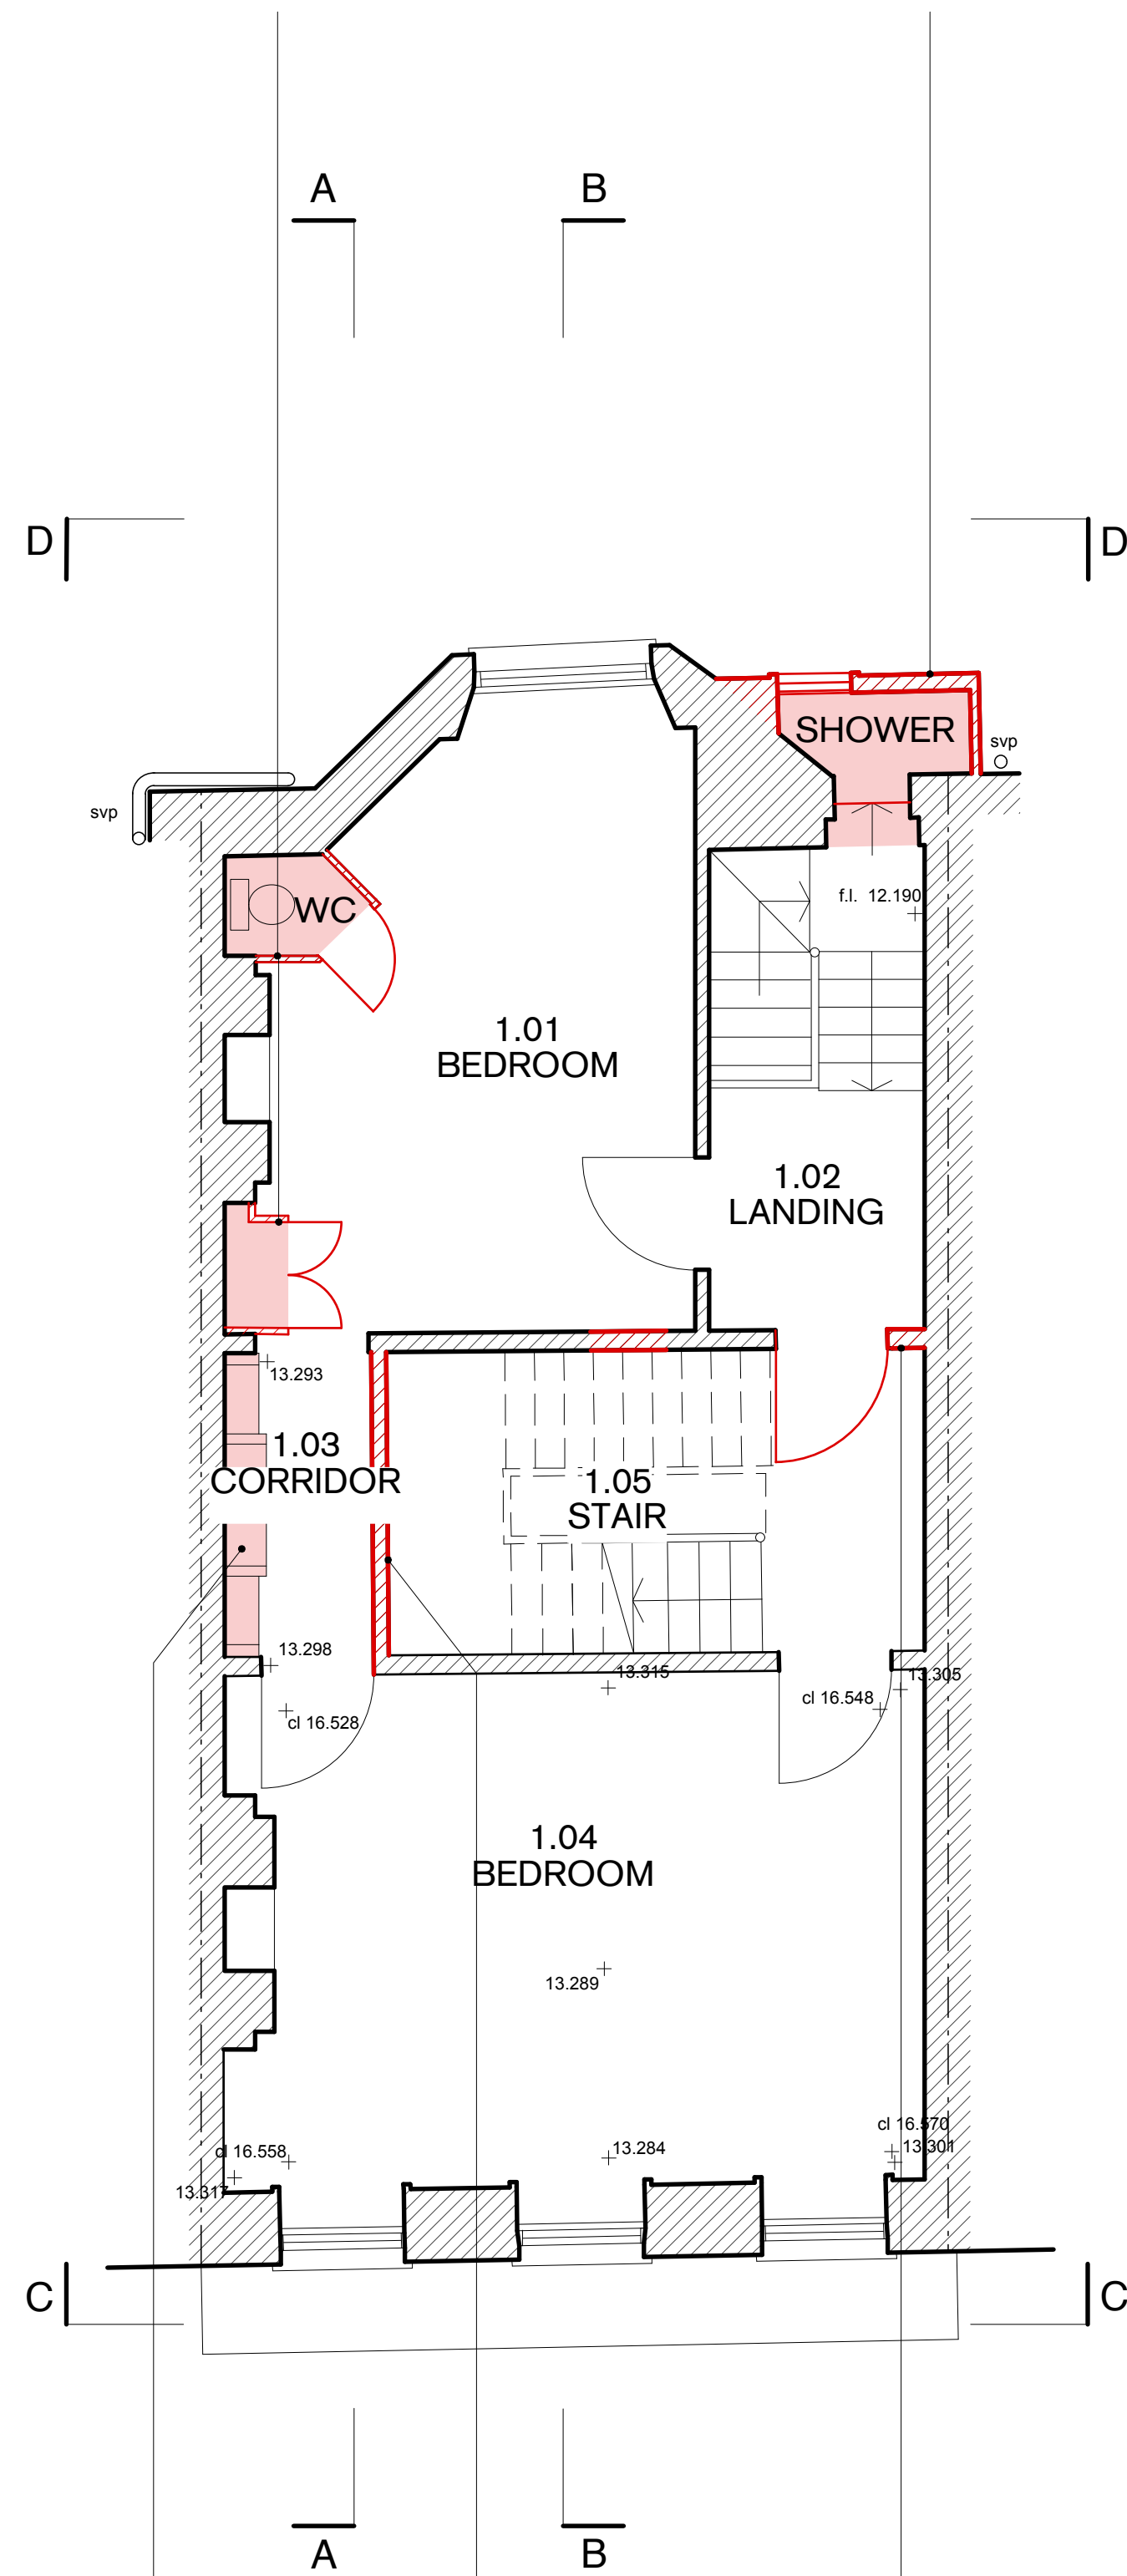 A
B
D
D
SHOWER
svp
svp
f.l. 12.190
WC
1.01
BEDROOM
1.02
LANDING
13.293
1.03
CORRIDOR
1.05
STAIR
13.298
13.315
13.305
cl 16.528
cl 16.548
1.04
BEDROOM
13.289
cl 16.570
cl 16.558
13.284
13.301
13.317
C
C
A
B